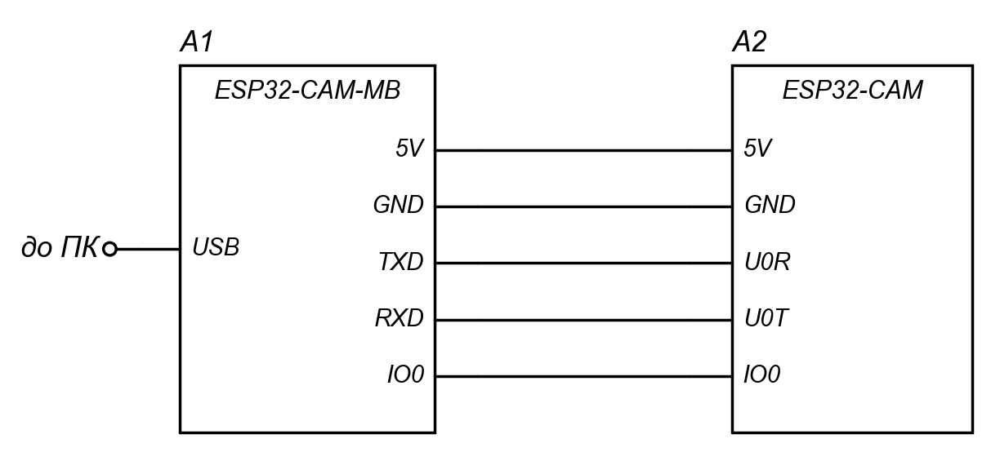 A1
A2
ESP32-CAM-MB
ESP32-CAM
5V
5V
GND
GND
до ПК
USB
TXD
U0R
RXD
U0T
IO0
IO0